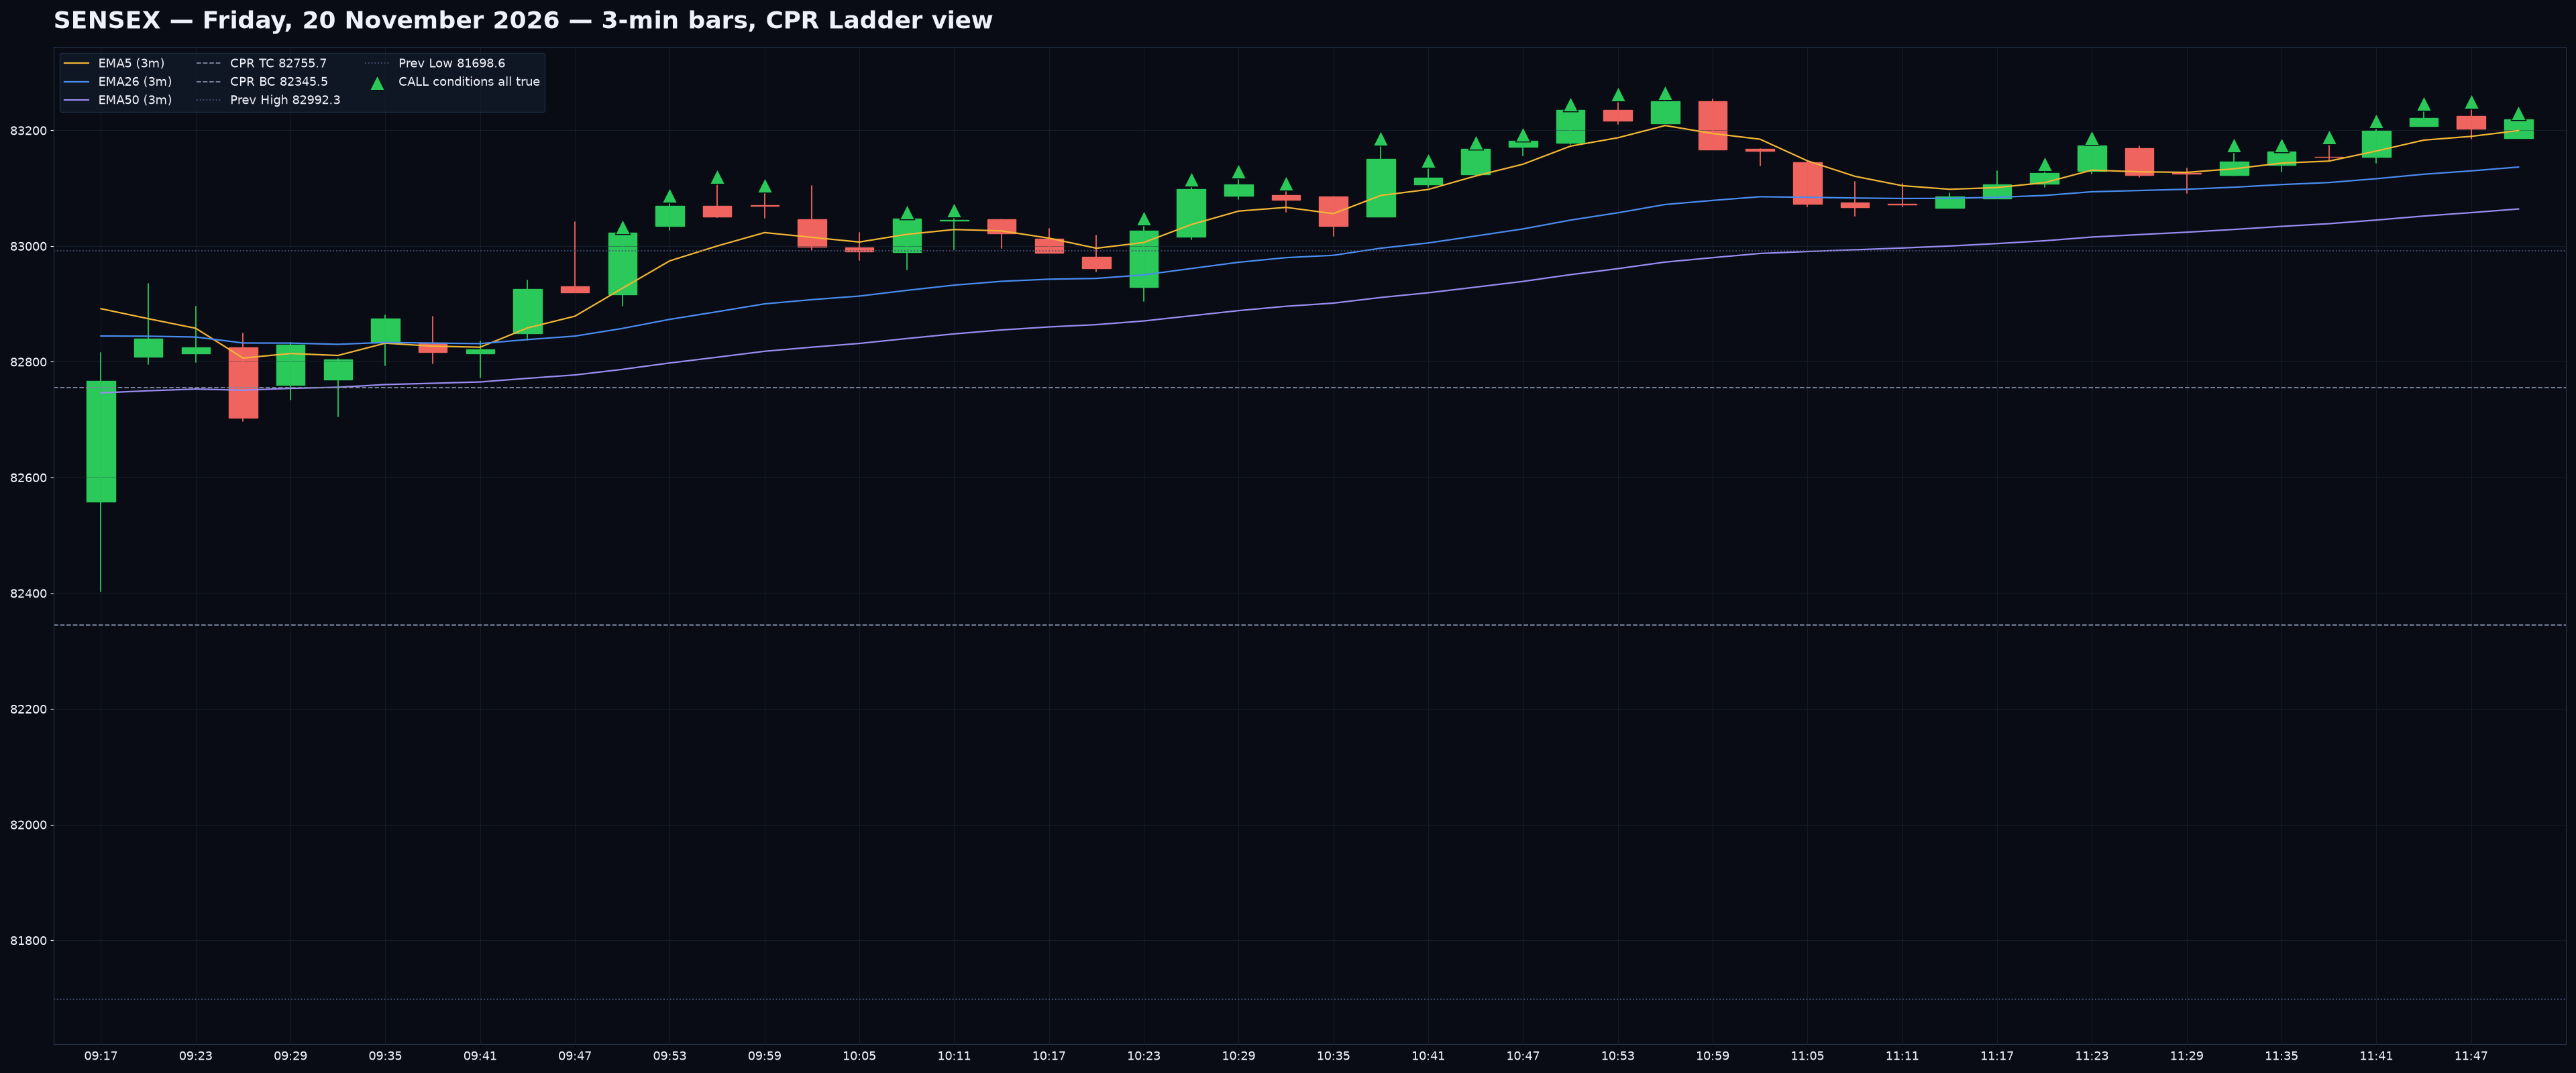 SENSEX — Friday, 20 November 2026 — 3-min bars, CPR Ladder view
EMA5 (3m)
EMA26 (3m)
EMA50 (3m)
CPR TC 82755.7
CPR BC 82345.5
Prev High 82992.3
Prev Low 81698.6
CALL conditions all true
83200
83000
82800
82600
82400
82200
82000
81800
09:17 09:23 09:29 09:35 09:41 09:47 09:53 09:59 10:05 10:11 10:17 10:23 10:29 10:35 10:41 10:47 10:53 10:59 11:05 11:11 11:17 11:23 11:29 11:35 11:41 11:47